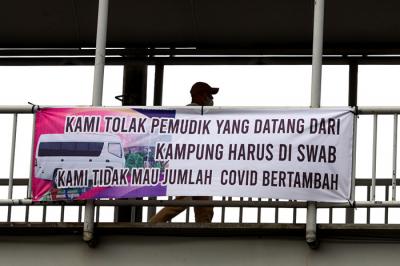 KAMI TOLAK PEMUDIK YANG DATANG DARI
KAMPUNG HARUS DI SWAB
KAMI TIDAK MAU JUMLAH COVID BERTAMBAH